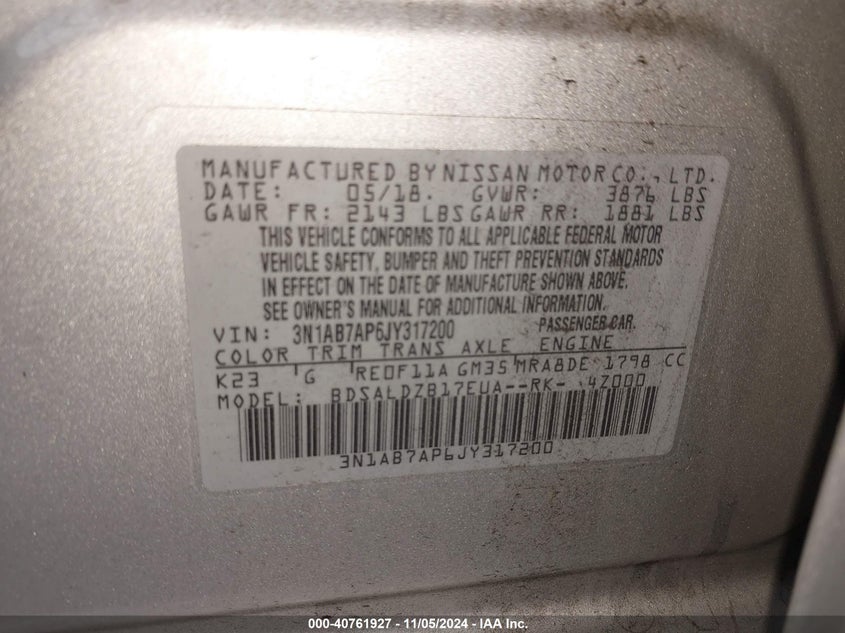 MANUFACTURED BY NISSAN MOTOR CO., LTD.
DATE: 05/18. GVWR: 3876 LBS
GAWR FR: 2143 LBS GAWR RR: 1881 LBS
THIS VEHICLE CONFORMS TO ALL APPLICABLE FEDERAL MOTOR
VEHICLE SAFETY, BUMPER AND THEFT PREVENTION STANDARDS
IN EFFECT ON THE DATE OF MANUFACTURE SHOWN ABOVE.
SEE OWNER'S MANUAL FOR ADDITIONAL INFORMATION.
VIN: 3N1AB7AP6JY317200 PASSENGER CAR.
COLOR TRIM TRANS AXLE ENGINE
K23 G RE0F11A GM35 MRA8DE 1798 CC
MODEL: BDSALDZB17EUA--RK- 4Z000
3N1AB7AP6JY317200
000-40761927 - 11/05/2024 - IAA Inc.